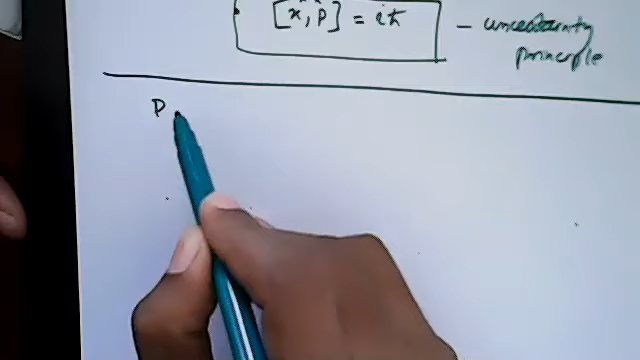 [x̂, p̂] = iħ — uncertainty
principle
P